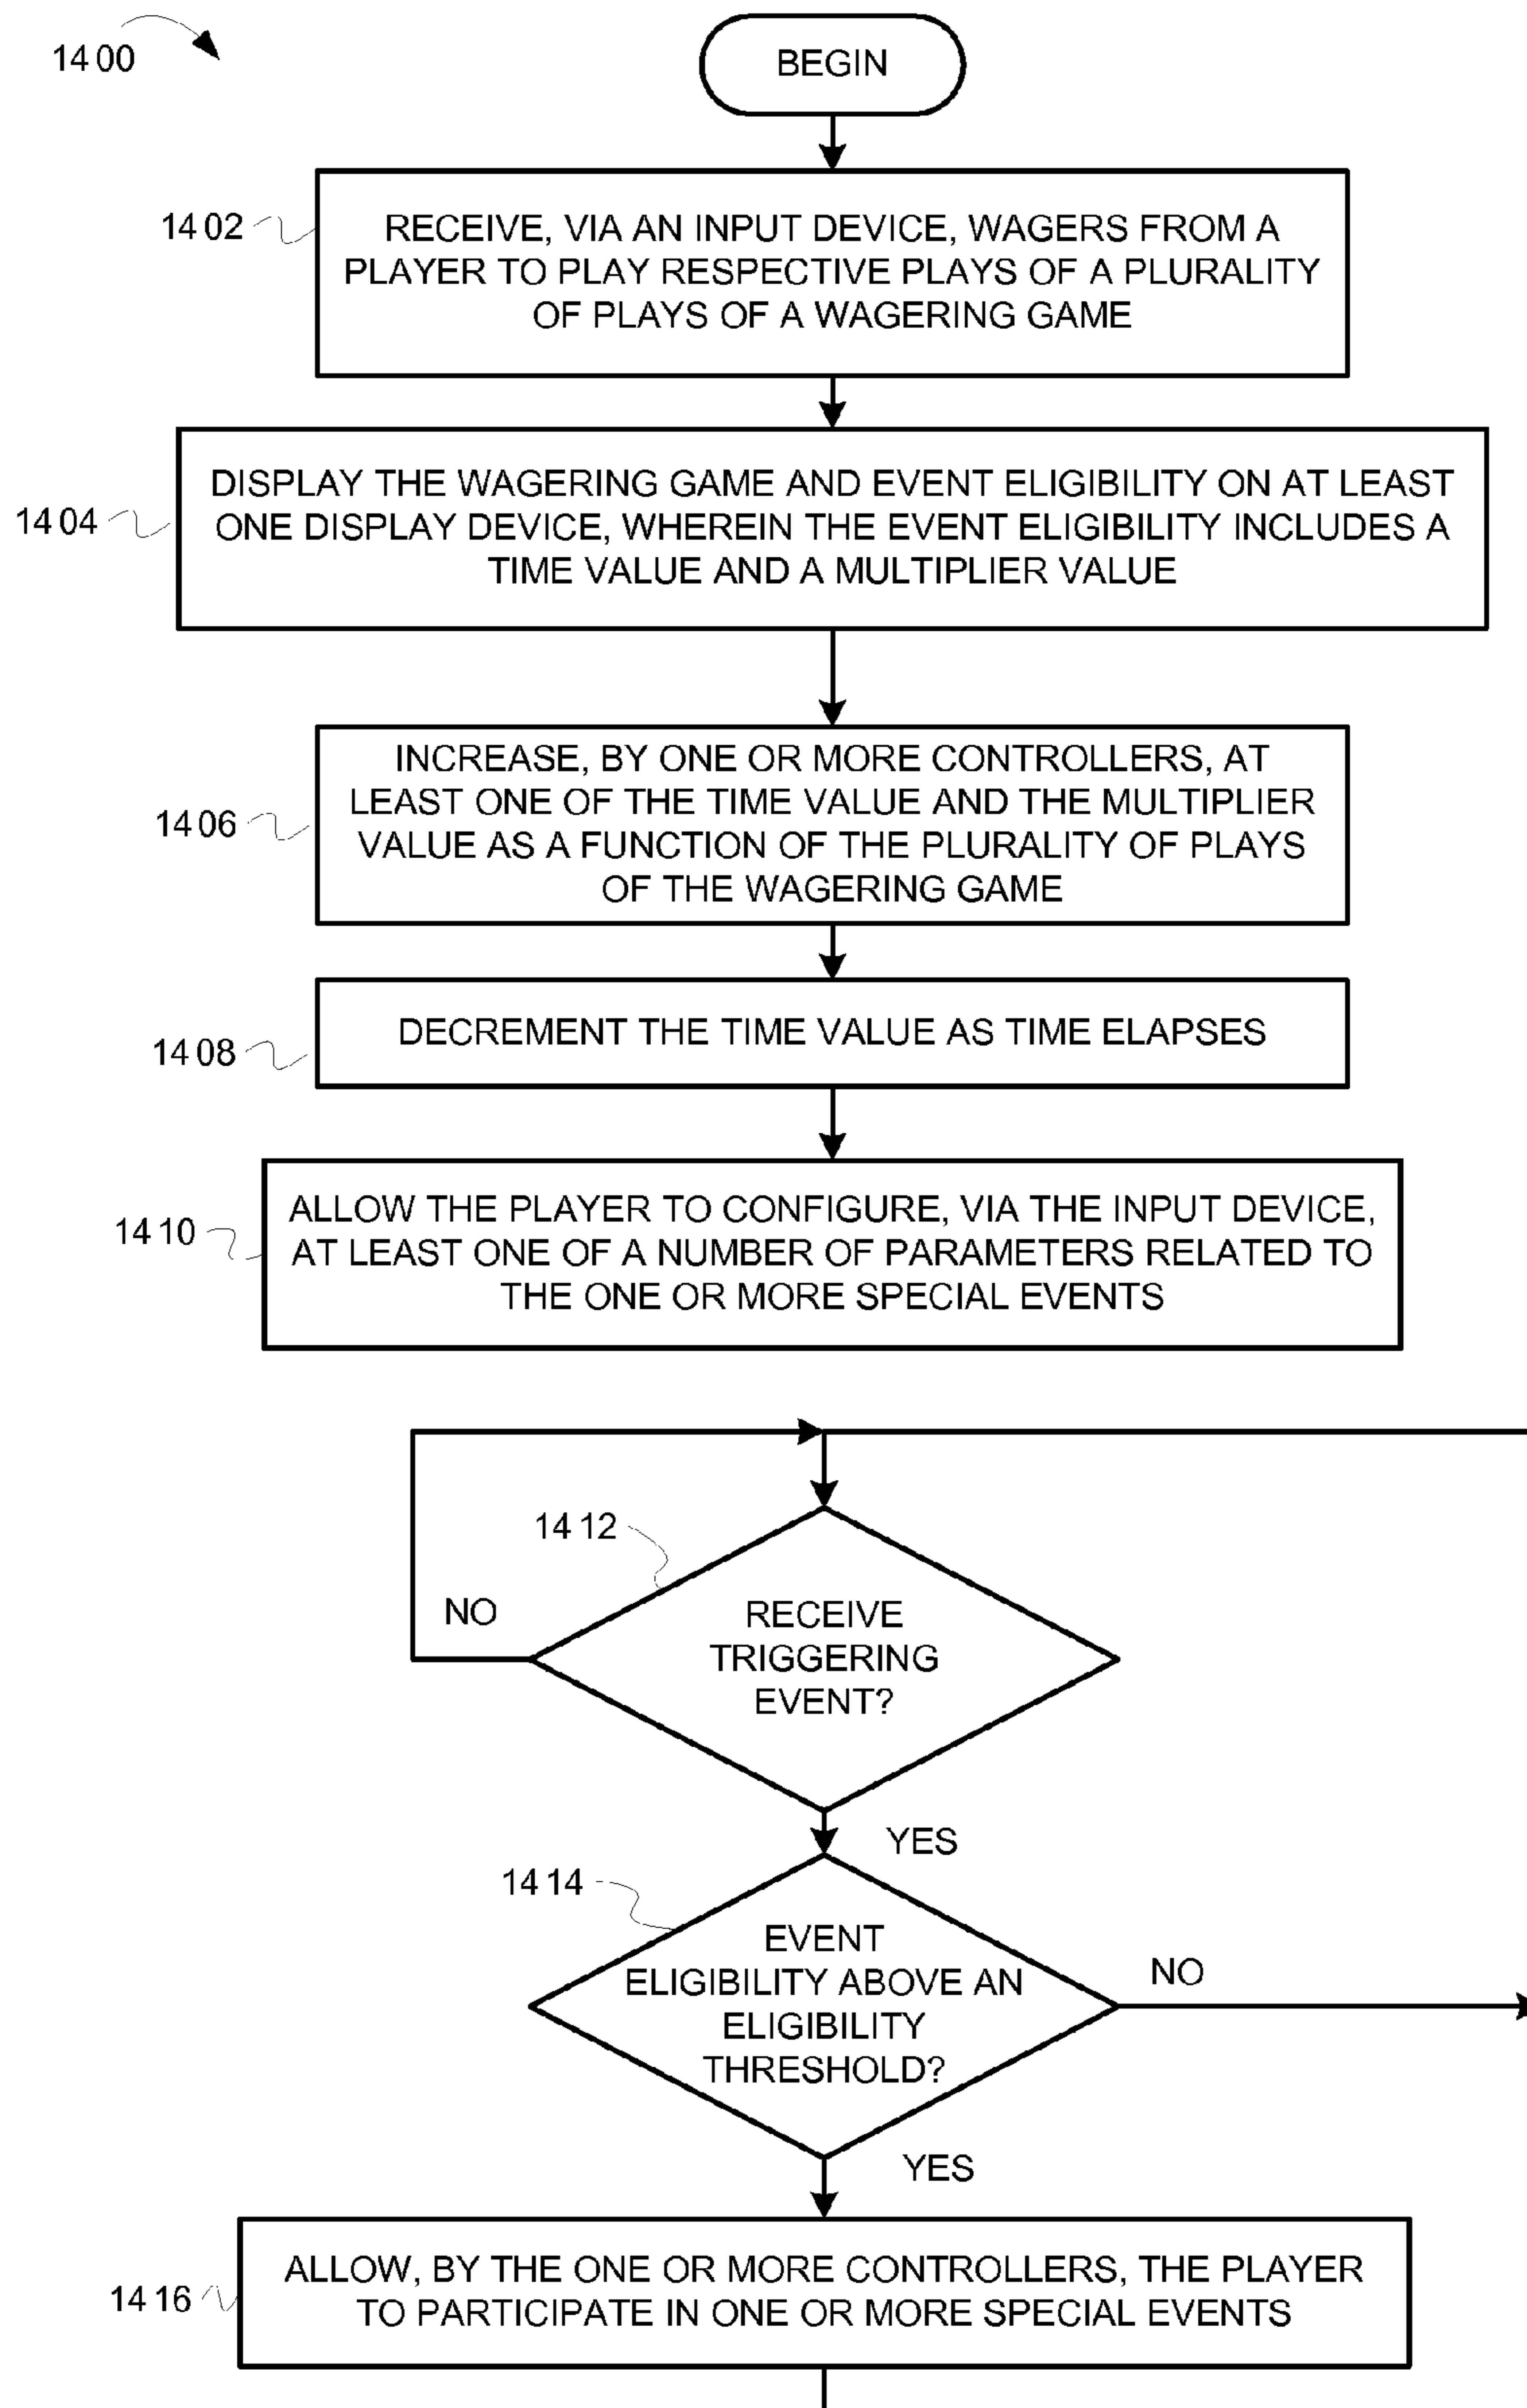 1400
BEGIN
1402
RECEIVE, VIA AN INPUT DEVICE, WAGERS FROM A
PLAYER TO PLAY RESPECTIVE PLAYS OF A PLURALITY
OF PLAYS OF A WAGERING GAME
1404
DISPLAY THE WAGERING GAME AND EVENT ELIGIBILITY ON AT LEAST
ONE DISPLAY DEVICE, WHEREIN THE EVENT ELIGIBILITY INCLUDES A
TIME VALUE AND A MULTIPLIER VALUE
1406
INCREASE, BY ONE OR MORE CONTROLLERS, AT
LEAST ONE OF THE TIME VALUE AND THE MULTIPLIER
VALUE AS A FUNCTION OF THE PLURALITY OF PLAYS
OF THE WAGERING GAME
1408
DECREMENT THE TIME VALUE AS TIME ELAPSES
1410
ALLOW THE PLAYER TO CONFIGURE, VIA THE INPUT DEVICE,
AT LEAST ONE OF A NUMBER OF PARAMETERS RELATED TO
THE ONE OR MORE SPECIAL EVENTS
1412
NO
RECEIVE
TRIGGERING
EVENT?
YES
1414
EVENT
ELIGIBILITY ABOVE AN
ELIGIBILITY
THRESHOLD?
NO
YES
1416
ALLOW, BY THE ONE OR MORE CONTROLLERS, THE PLAYER
TO PARTICIPATE IN ONE OR MORE SPECIAL EVENTS